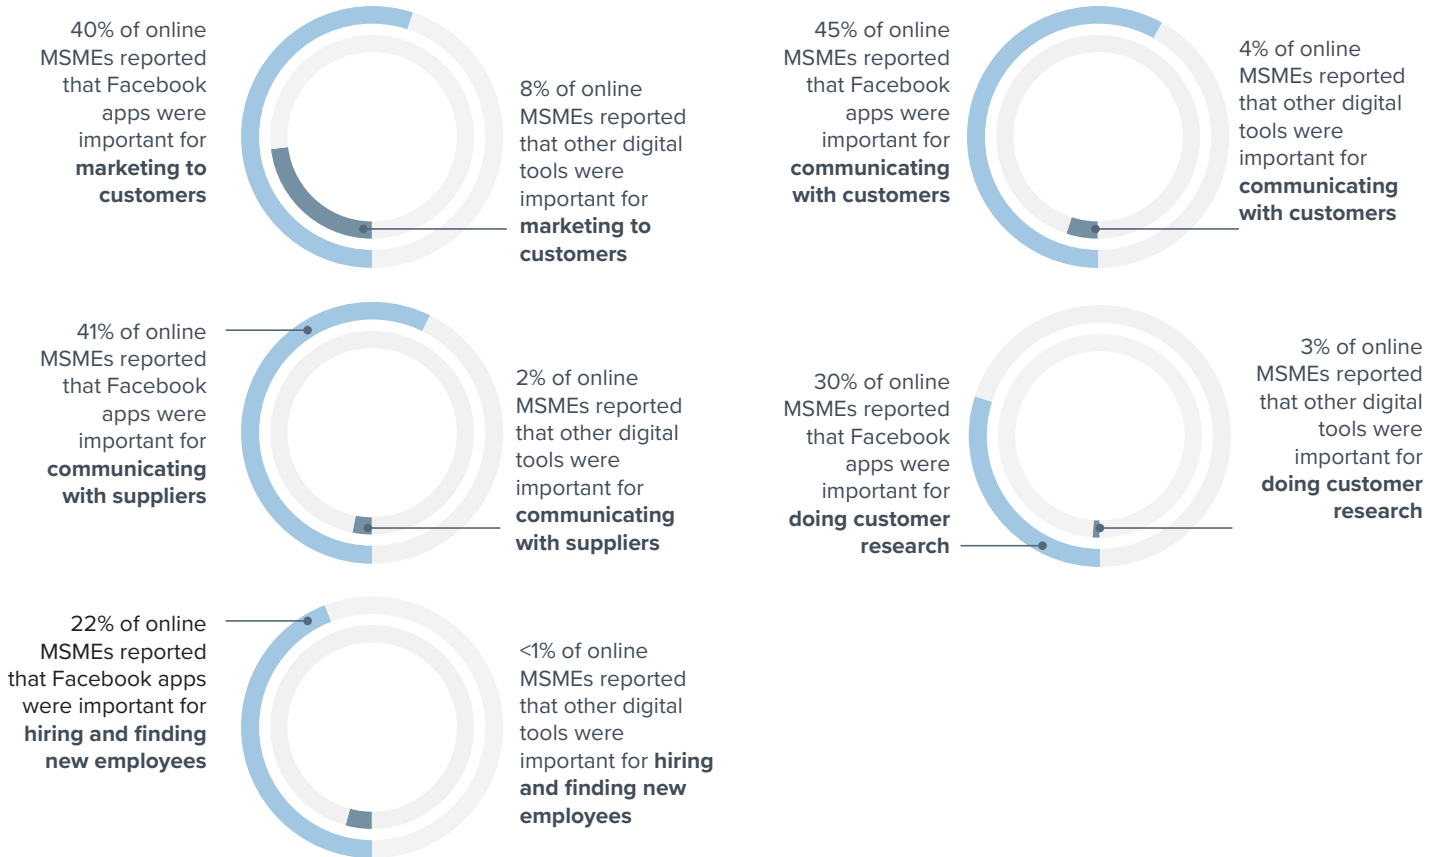 40% of online
MSMEs reported
that Facebook
apps were
important for
marketing to
customers
8% of online
MSMEs reported
that other digital
tools were
important for
marketing to
customers
45% of online
MSMEs reported
that Facebook
apps were
important for
communicating
with customers
4% of online
MSMEs reported
that other digital
tools were
important for
communicating
with customers
41% of online
MSMEs reported
that Facebook
apps were
important for
communicating
with suppliers
2% of online
MSMEs reported
that other digital
tools were
important for
communicating
with suppliers
30% of online
MSMEs reported
that Facebook
apps were
important for
doing customer
research
3% of online
MSMEs reported
that other digital
tools were
important for
doing customer
research
22% of online
MSMEs reported
that Facebook apps
were important for
hiring and finding
new employees
<1% of online
MSMEs reported
that other digital
tools were
important for hiring
and finding new
employees